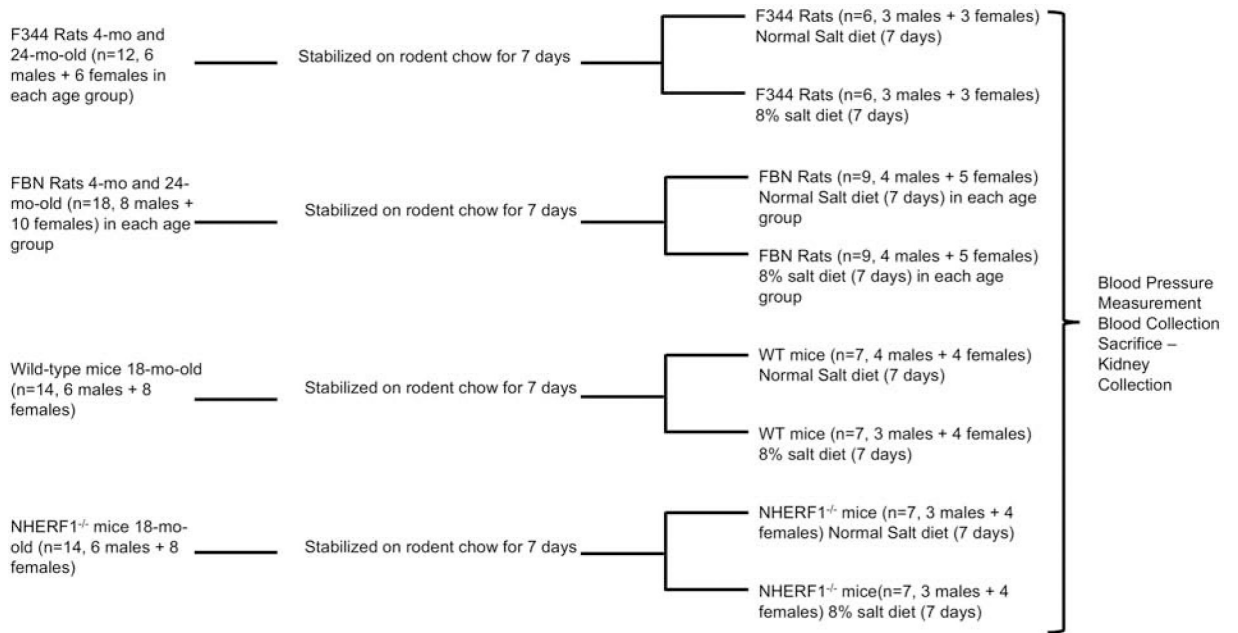 F344 Rats 4-mo and
24-mo-old (n=12, 6
males + 6 females in
each age group)
Stabilized on rodent chow for 7 days
F344 Rats (n=6, 3 males + 3 females)
Normal Salt diet (7 days)
F344 Rats (n=6, 3 males + 3 females)
8% salt diet (7 days)
FBN Rats 4-mo and 24-
mo-old (n=18, 8 males +
10 females) in each age
group
Stabilized on rodent chow for 7 days
FBN Rats (n=9, 4 males + 5 females)
Normal Salt diet (7 days) in each age
group
FBN Rats (n=9, 4 males + 5 females)
8% salt diet (7 days) in each age
group
Wild-type mice 18-mo-old
(n=14, 6 males + 8
females)
Stabilized on rodent chow for 7 days
WT mice (n=7, 4 males + 4 females)
Normal Salt diet (7 days)
WT mice (n=7, 3 males + 4 females)
8% salt diet (7 days)
NHERF1⁻/⁻ mice 18-mo-
old (n=14, 6 males + 8
females)
Stabilized on rodent chow for 7 days
NHERF1⁻/⁻ mice (n=7, 3 males + 4
females) Normal Salt diet (7 days)
NHERF1⁻/⁻ mice(n=7, 3 males + 4
females) 8% salt diet (7 days)
Blood Pressure
Measurement
Blood Collection
Sacrifice –
Kidney
Collection